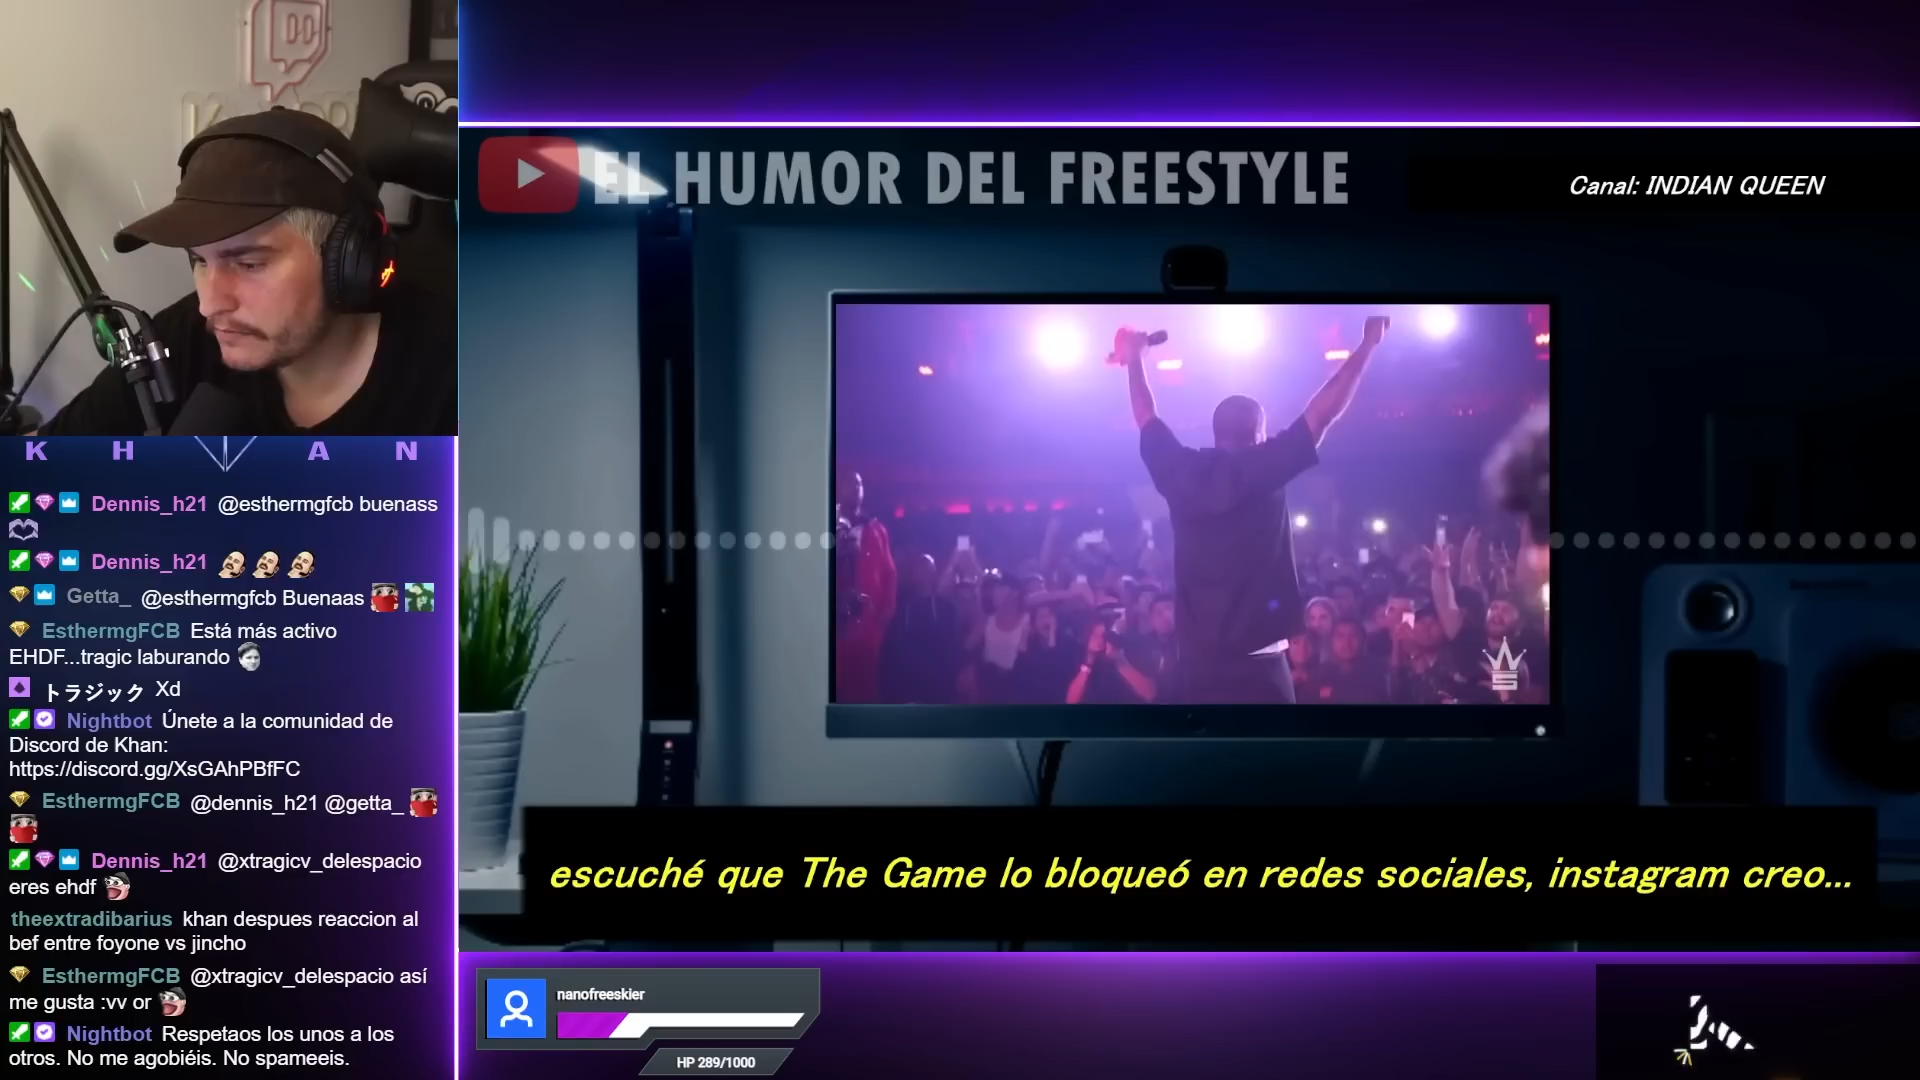 K H A N
Dennis_h21 @esthermgfcb buenass
Dennis_h21
Getta_ @esthermgfcb Buenaas
EsthermgFCB Está más activo
EHDF...tragic laburando
トラジック Xd
Nightbot Únete a la comunidad de
Discord de Khan:
https://discord.gg/XsGAhPBfFC
EsthermgFCB @dennis_h21 @getta_
Dennis_h21 @xtragicv_delespacio
eres ehdf
theextradibarius khan despues reaccion al
bef entre foyone vs jincho
EsthermgFCB @xtragicv_delespacio así
me gusta :vv or
Nightbot Respetaos los unos a los
otros. No me agobiéis. No spameeis.
EL HUMOR DEL FREESTYLE
Canal: INDIAN QUEEN
escuché que The Game lo bloqueó en redes sociales, instagram creo...
nanofreeskier
HP 289/1000